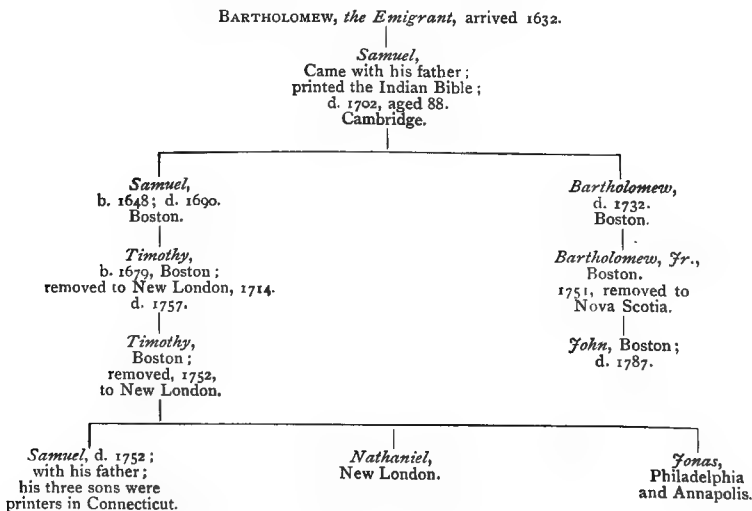 BARTHOLOMEW, the Emigrant, arrived 1632.
Samuel,
Came with his father;
printed the Indian Bible;
d. 1702, aged 88.
Cambridge.
Samuel,
b. 1648; d. 1690.
Boston.
Timothy,
b. 1679, Boston;
removed to New London, 1714.
d. 1757.
Timothy,
Boston;
removed, 1752,
to New London.
Bartholomew,
d. 1732.
Boston.
Bartholomew, Jr.,
Boston.
1751, removed to
Nova Scotia.
John, Boston;
d. 1787.
Samuel, d. 1752;
with his father;
his three sons were
printers in Connecticut.
Nathaniel,
New London.
Jonas,
Philadelphia
and Annapolis.